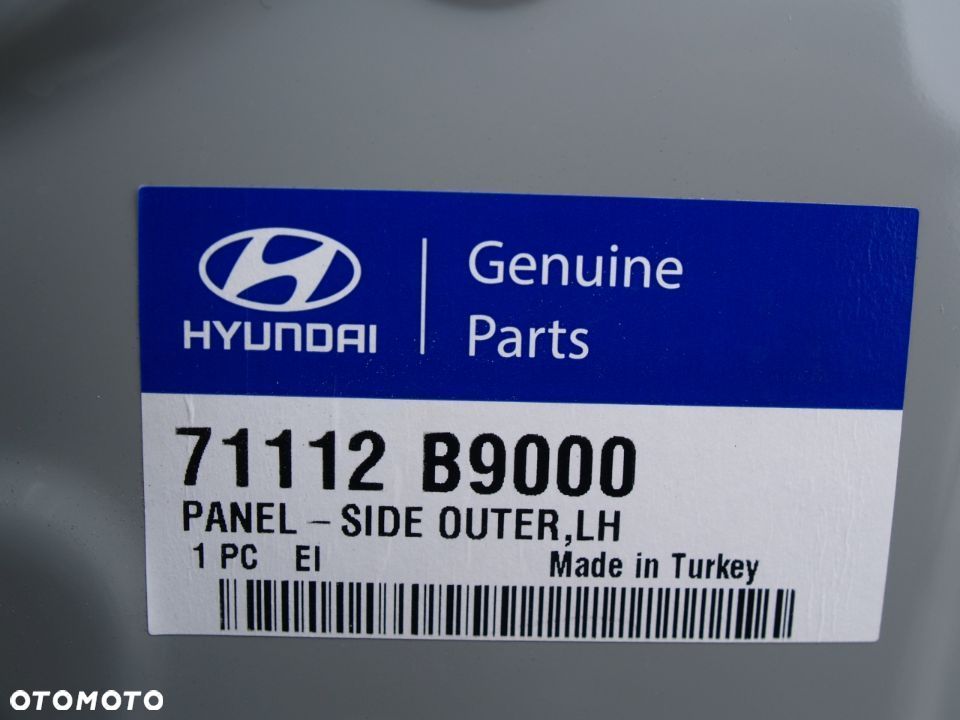 HYUNDAI
Genuine
Parts
71112 B9000
PANEL - SIDE OUTER,LH
1 PC EI
Made in Turkey
OTOMOTO